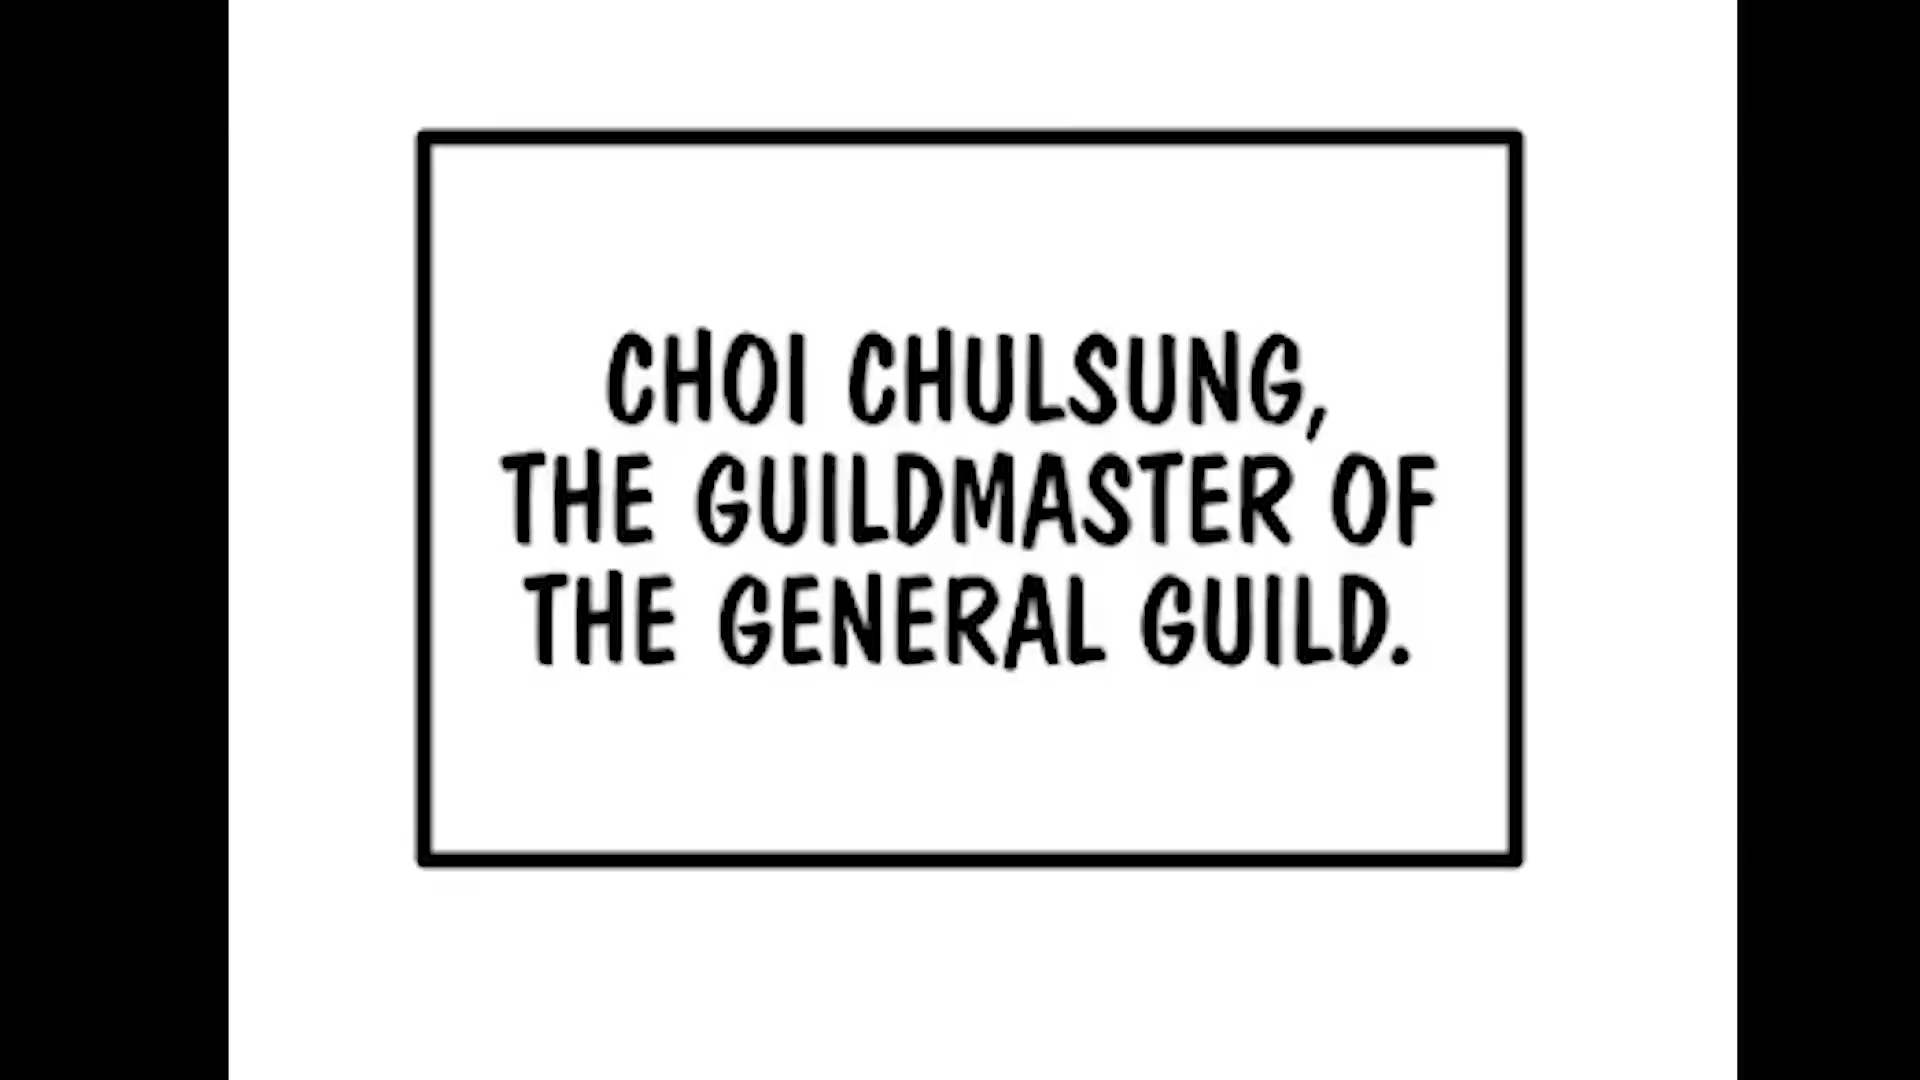 CHOI CHULSUNG,
THE GUILDMASTER OF
THE GENERAL GUILD.